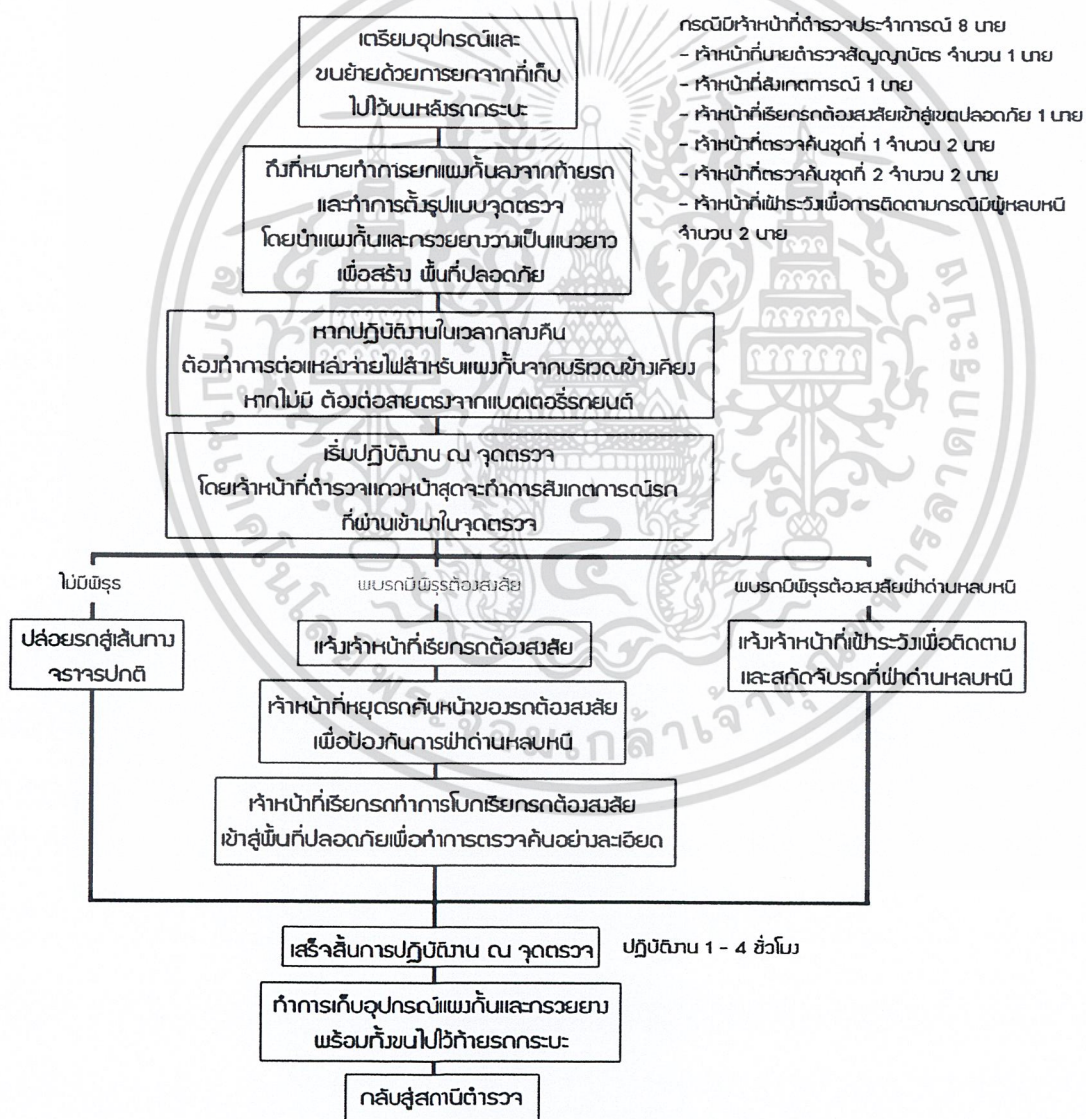 เตรียมอุปกรณ์และ
ขนย้ายด้วยการยกจากที่เก็บ
ไปไว้บนหลังรถกระบะ
กรณีมีเจ้าหน้าที่ตำรวจประจำการณ์ 8 นาย
- เจ้าหน้าที่นายตำรวจสัญญาบัตร จำนวน 1 นาย
- เจ้าหน้าที่สังเกตการณ์ 1 นาย
- เจ้าหน้าที่เรียกรถต้องสงสัยเข้าสู่เขตปลอดภัย 1 นาย
- เจ้าหน้าที่ตรวจค้นชุดที่ 1 จำนวน 2 นาย
- เจ้าหน้าที่ตรวจค้นชุดที่ 2 จำนวน 2 นาย
- เจ้าหน้าที่เฝ้าระวังเพื่อการติดตามกรณีมีผู้หลบหนี
จำนวน 2 นาย
ถึงที่หมายทำการยกแผงกั้นลงจากท้ายรถ
และทำการตั้งรูปแบบจุดตรวจ
โดยนำแผงกั้นและกรวยยางวางเป็นแนวยาว
เพื่อสร้าง พื้นที่ปลอดภัย
หากปฏิบัติงานในเวลากลางคืน
ต้องทำการต่อแหล่งจ่ายไฟสำหรับแผงกั้นจากบริเวณข้างเคียง
หากไม่มี ต้องต่อสายตรงจากแบตเตอรี่รถยนต์
เริ่มปฏิบัติงาน ณ จุดตรวจ
โดยเจ้าหน้าที่ตำรวจแถวหน้าสุดจะทำการสังเกตการณ์รถ
ที่ผ่านเข้ามาในจุดตรวจ
ไม่มีพิรุธ
พบรถมีพิรุธต้องสงสัย
พบรถมีพิรุธต้องสงสัยฝ่าด่านหลบหนี
ปล่อยรถสู่เส้นทาง
จราจรปกติ
แจ้งเจ้าหน้าที่เรียกรถต้องสงสัย
แจ้งเจ้าหน้าที่เฝ้าระวังเพื่อติดตาม
และสกัดจับรถที่ฝ่าด่านหลบหนี
เจ้าหน้าที่หยุดรถคันหน้าของรถต้องสงสัย
เพื่อป้องกันการฝ่าด่านหลบหนี
เจ้าหน้าที่เรียกรถทำการโบกเรียกรถต้องสงสัย
เข้าสู่พื้นที่ปลอดภัยเพื่อทำการตรวจค้นอย่างละเอียด
เสร็จสิ้นการปฏิบัติงาน ณ จุดตรวจ
ปฏิบัติงาน 1 - 4 ชั่วโมง
ทำการเก็บอุปกรณ์แผงกั้นและกรวยยาง
พร้อมทั้งขนไปไว้ท้ายรถกระบะ
กลับสู่สถานีตำรวจ
สถาบันเทคโนโลยีพระจอมเกล้าเจ้าคุณทหารลาดกระบัง